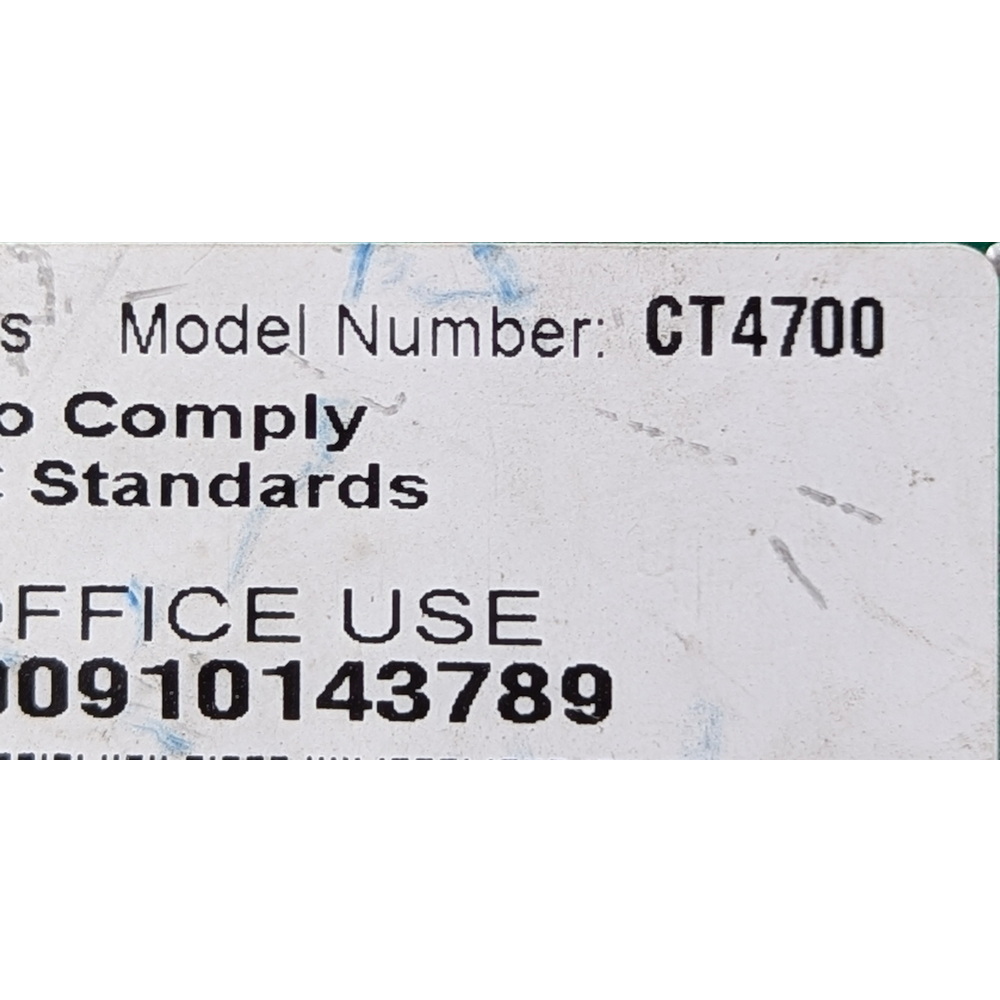 s Model Number: CT4700
o Comply
Standards
OFFICE USE
00910143789